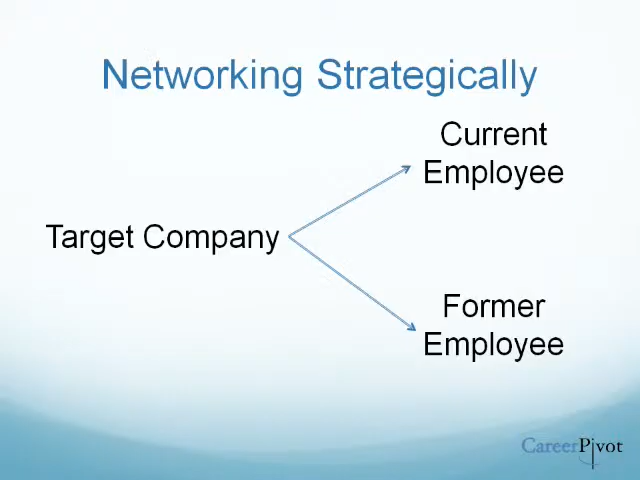 Networking Strategically
Current
Employee
Target Company
Former
Employee
CareerPivot